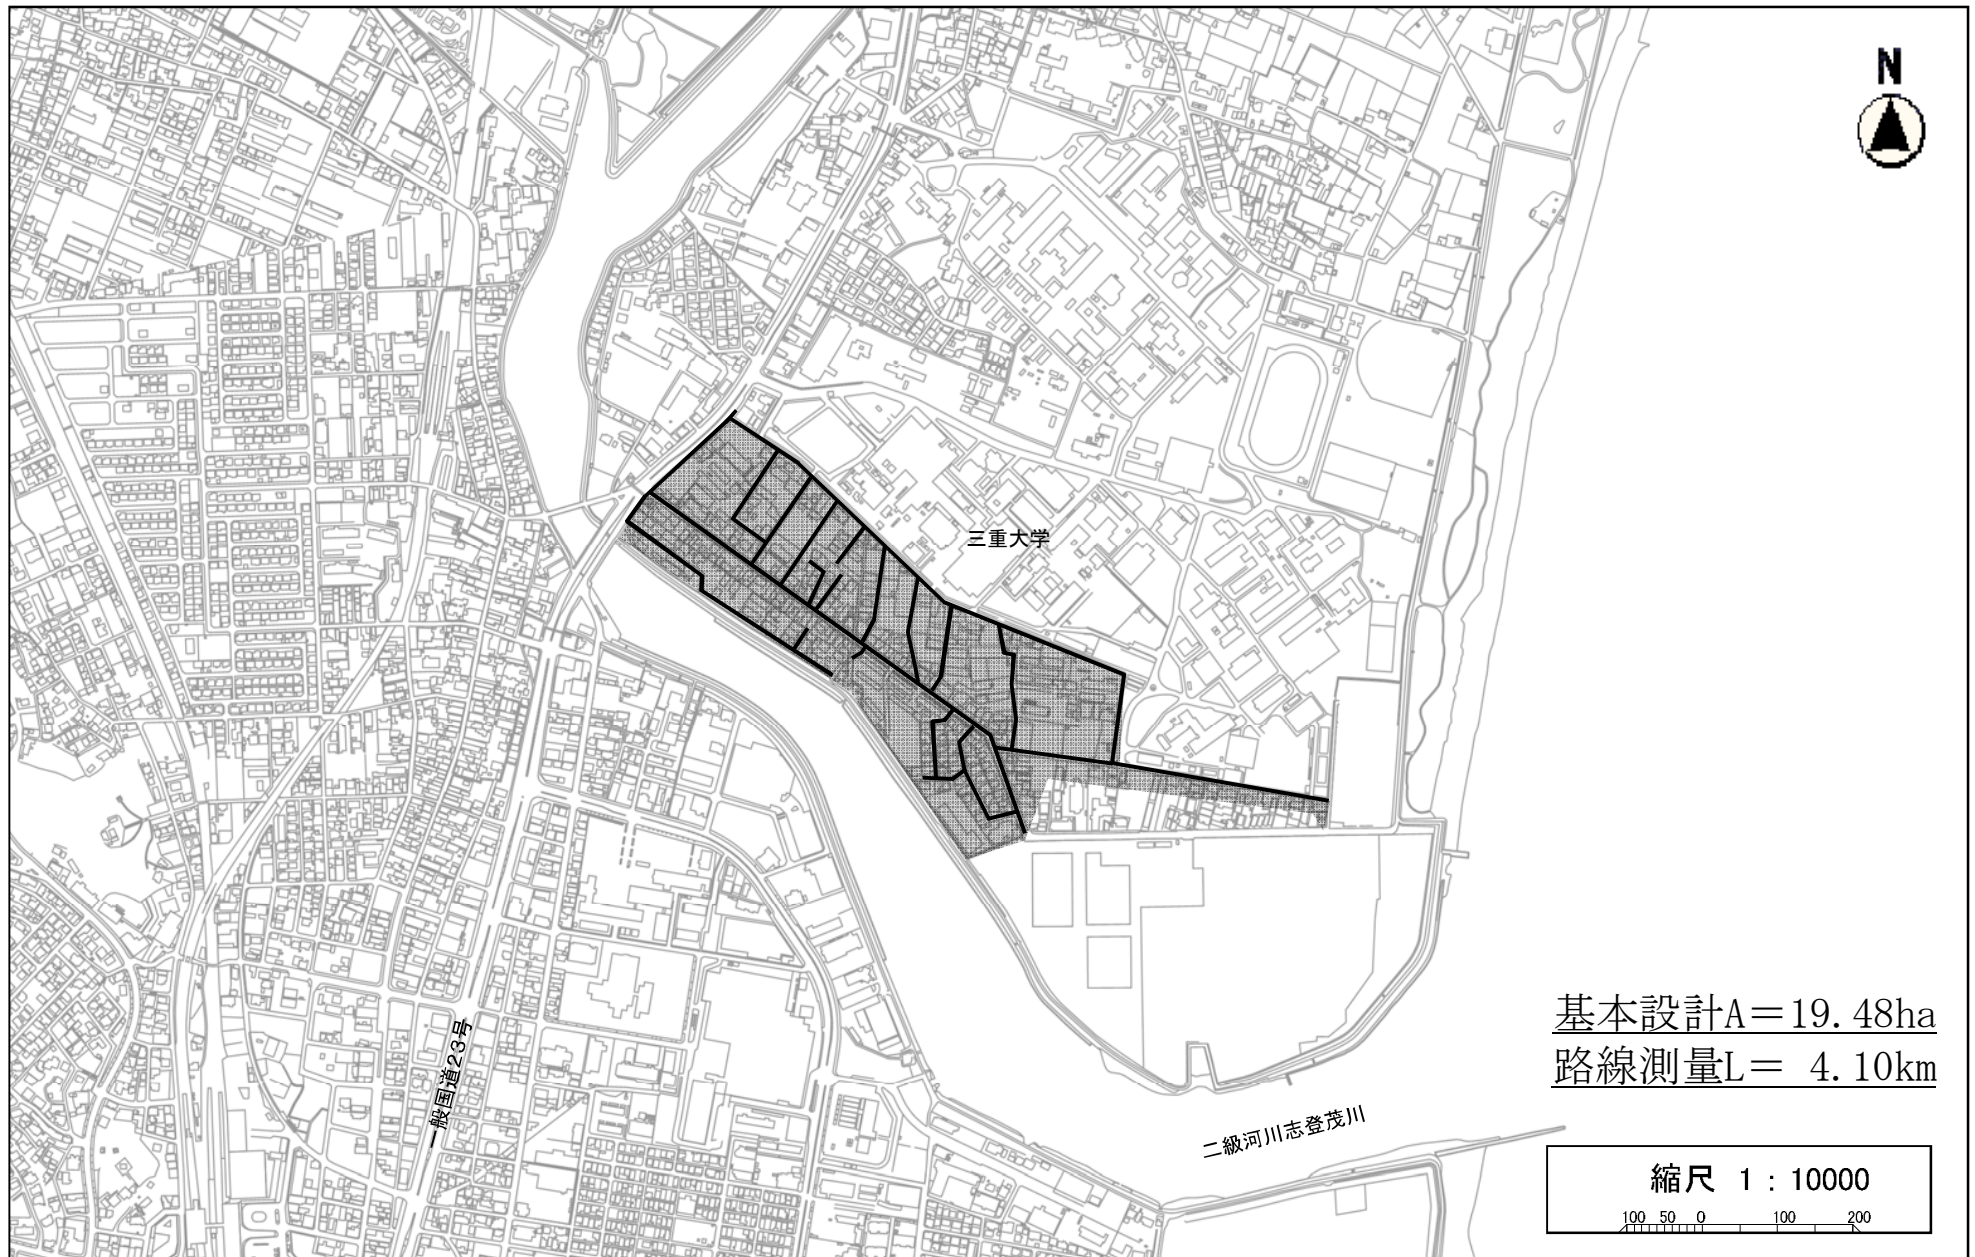 N
三重大学
基本設計A＝19.48ha
路線測量L＝ 4.10km
一般国道23号
二級河川志登茂川
縮尺 1：10000
100 50 0 100 200